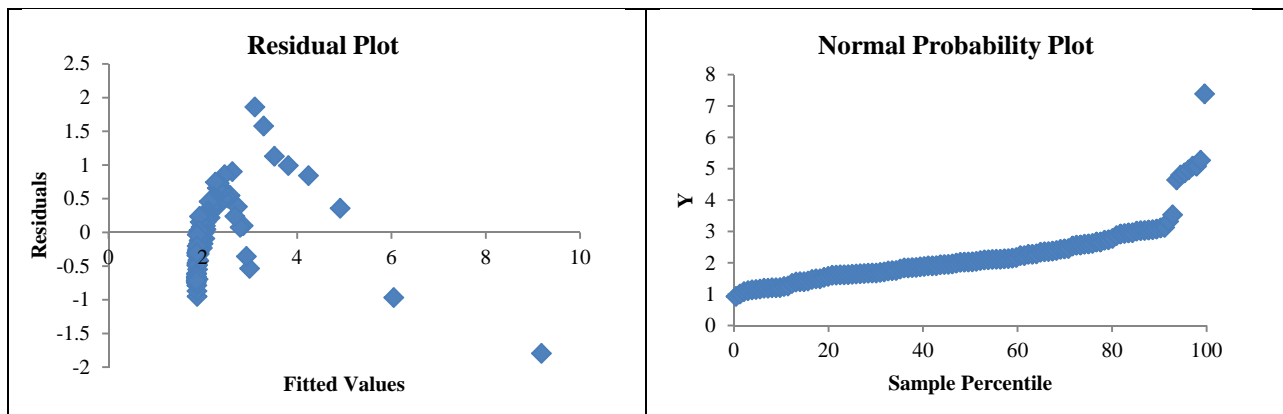 Residual Plot
2.5
2
1.5
1
0.5
0
-0.5
-1
-1.5
-2
0 2 4 6 8 10
Residuals
Fitted Values
Normal Probability Plot
8
7
6
5
4
3
2
1
0
0 20 40 60 80 100
Y
Sample Percentile